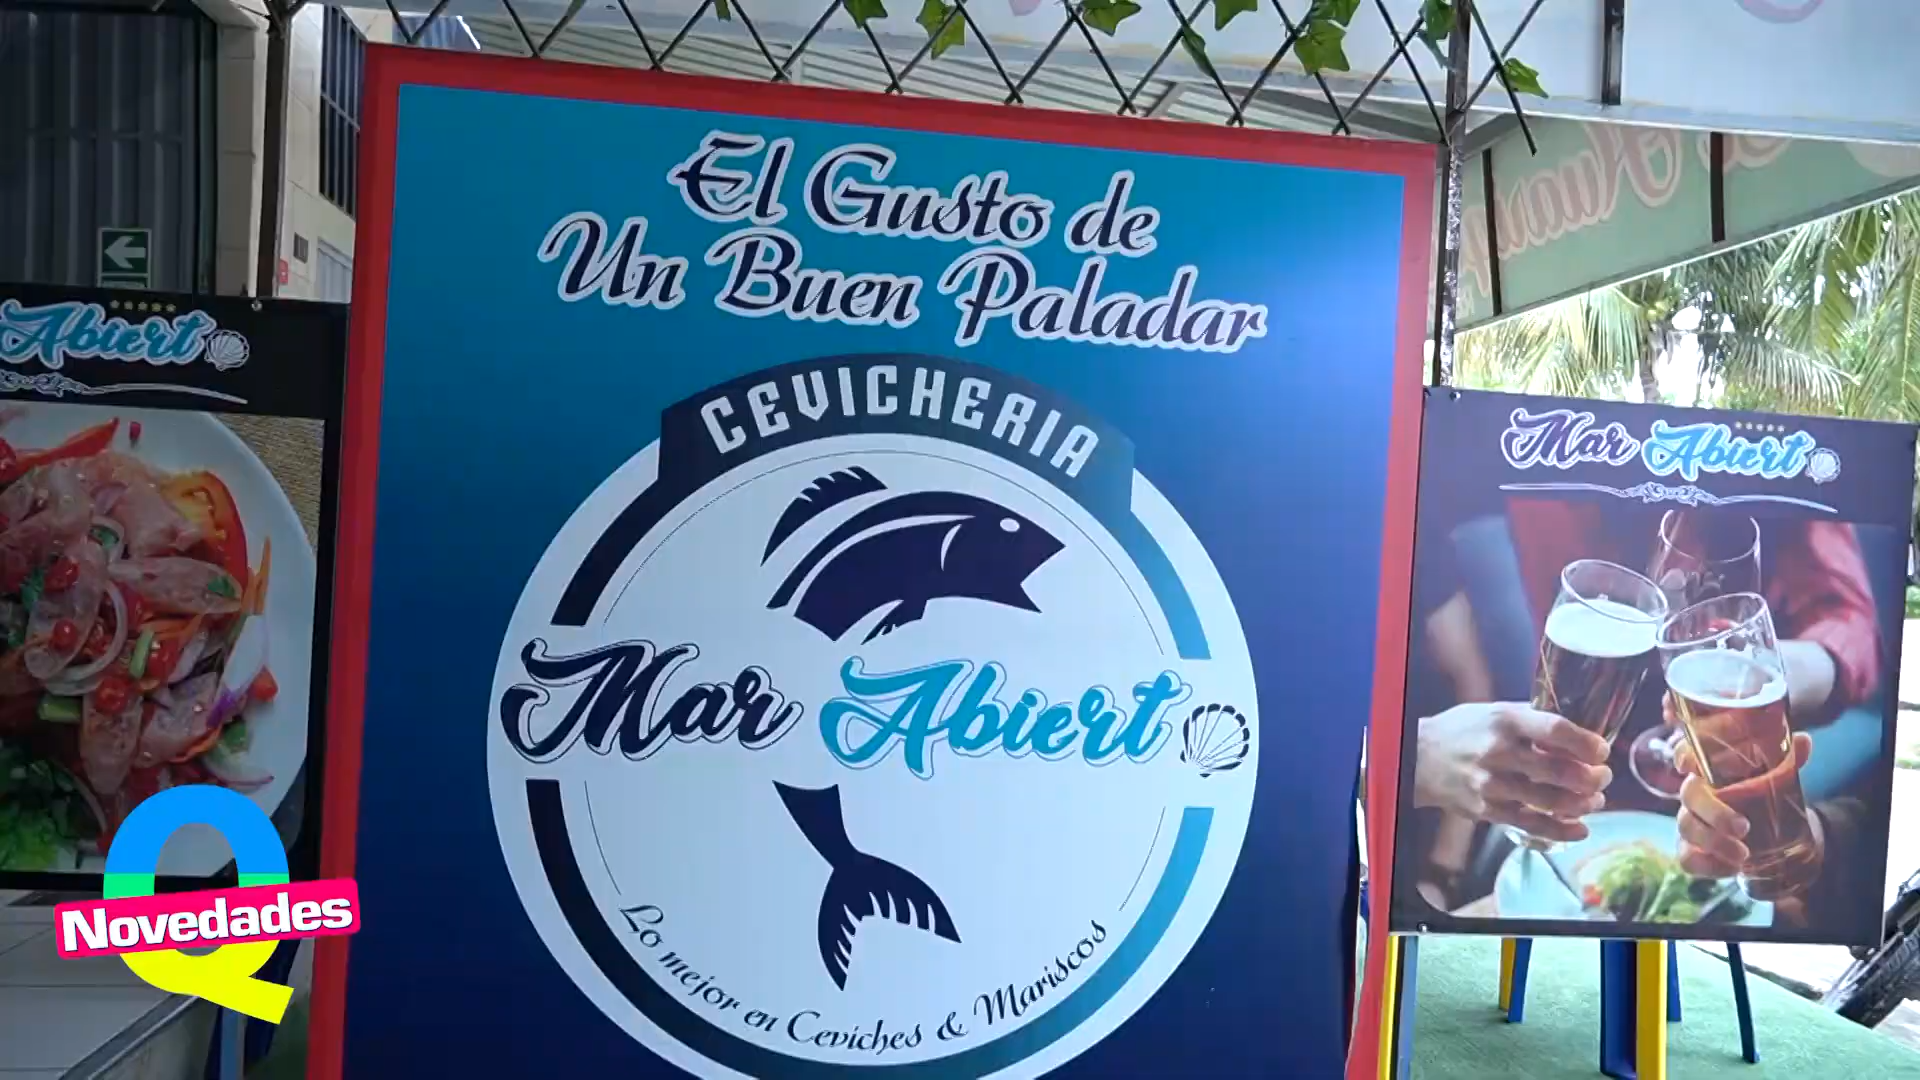 El Gusto de
Un Buen Paladar
CEVICHERIA
Mar Abiert
Lo mejor en Ceviches & Mariscos
Abiert
Mar Abiert
Novedades
Q